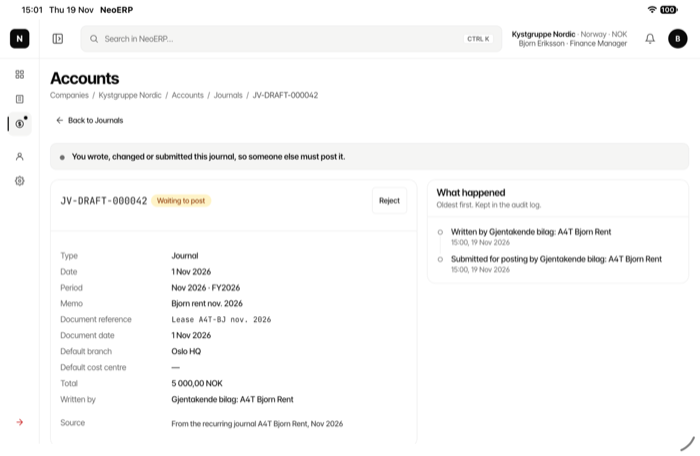 15:01 Thu 19 Nov NeoERP
100
N
Search in NeoERP...
CTRL K
Kystgruppe Nordic · Norway · NOK
Bjorn Eriksson · Finance Manager
B
Accounts
Companies / Kystgruppe Nordic / Accounts / Journals / JV-DRAFT-000042
← Back to Journals
You wrote, changed or submitted this journal, so someone else must post it.
JV-DRAFT-000042 Waiting to post
Reject
Type Journal
Date 1 Nov 2026
Period Nov 2026 · FY2026
Memo Bjorn rent nov. 2026
Document reference Lease A4T-BJ nov. 2026
Document date 1 Nov 2026
Default branch Oslo HQ
Default cost centre —
Total 5 000,00 NOK
Written by Gjentakende bilag: A4T Bjorn Rent
Source From the recurring journal A4T Bjorn Rent, Nov 2026
What happened
Oldest first. Kept in the audit log.
Written by Gjentakende bilag: A4T Bjorn Rent
15:00, 19 Nov 2026
Submitted for posting by Gjentakende bilag: A4T Bjorn Rent
15:00, 19 Nov 2026